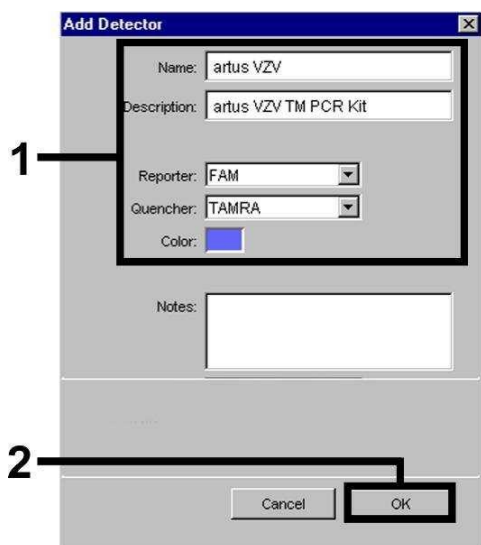 Add Detector
Name: artus VZV
Description: artus VZV TM PCR Kit
1
Reporter: FAM
Quencher: TAMRA
Color:
Notes:
2
Cancel OK